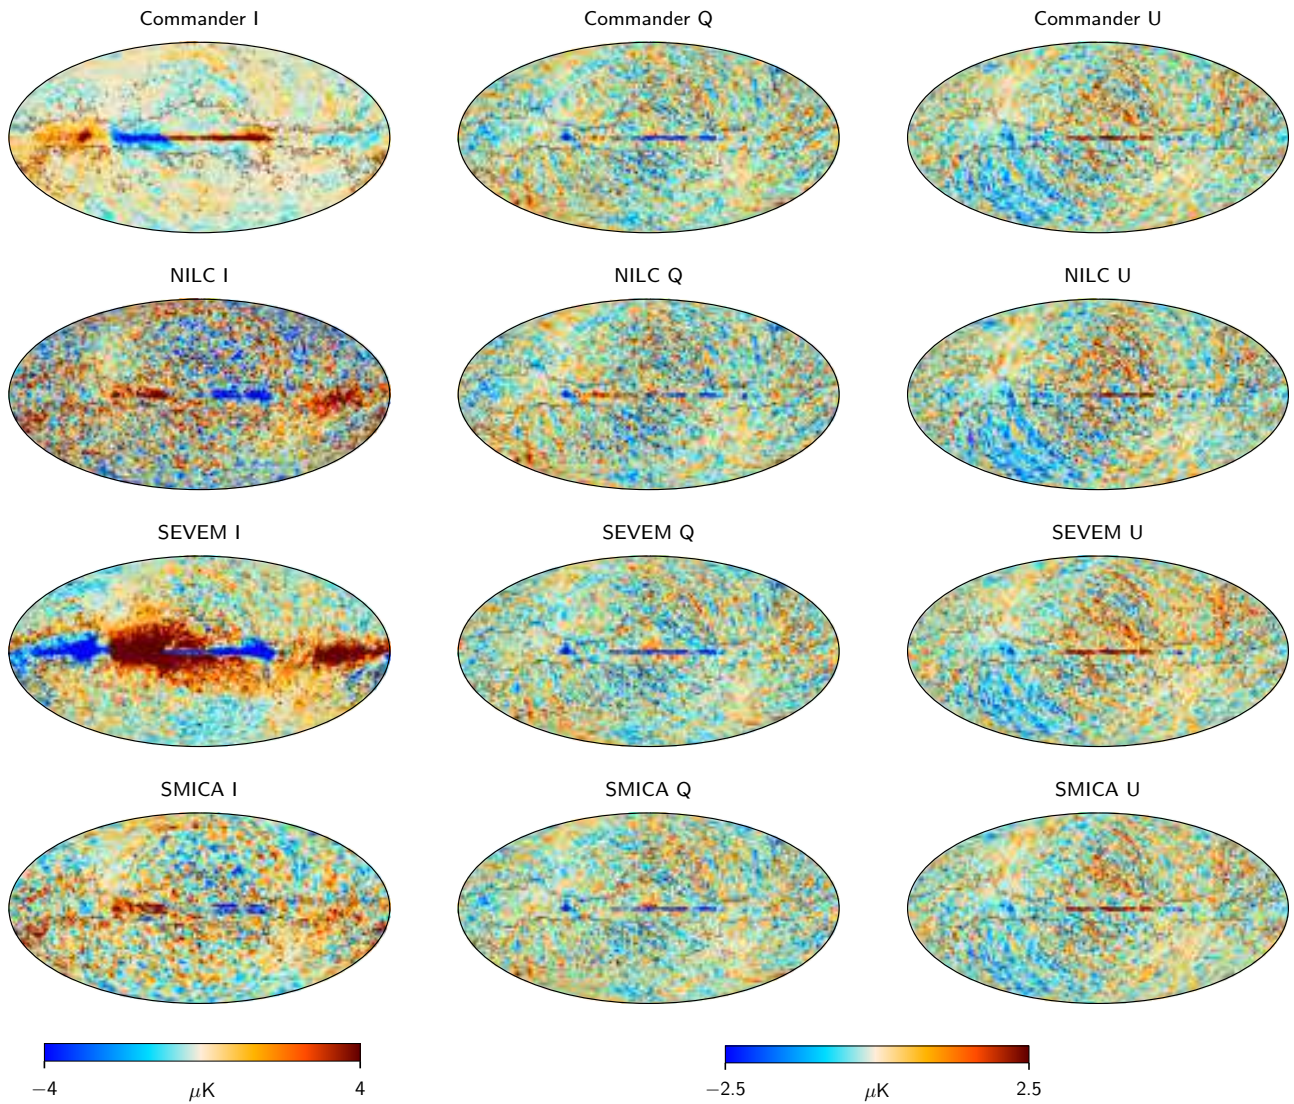 Commander I Commander Q Commander U
NILC I NILC Q NILC U
SEVEM I SEVEM Q SEVEM U
SMICA I SMICA Q SMICA U
−4 μK 4 −2.5 μK 2.5